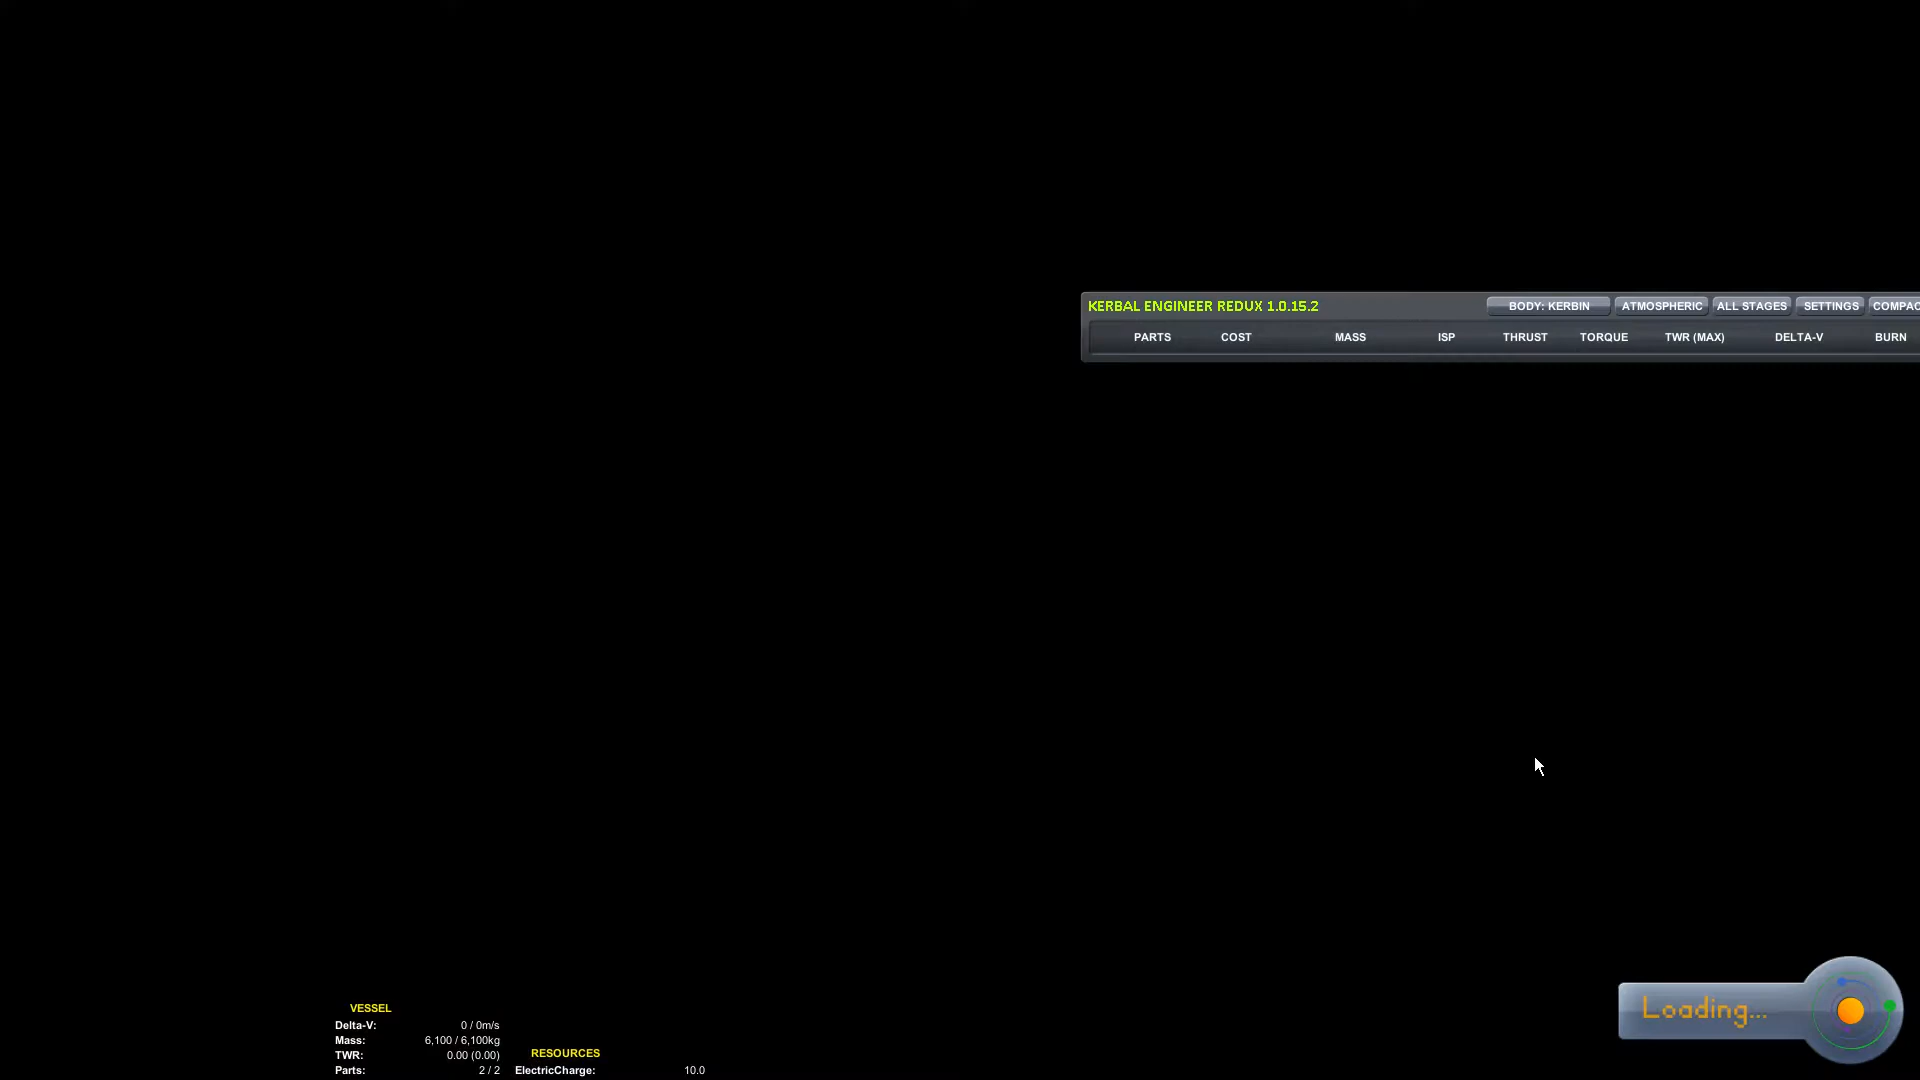 KERBAL ENGINEER REDUX 1.0.15.2 BODY: KERBIN ATMOSPHERIC ALL STAGES SETTINGS COMPAC
PARTS COST MASS ISP THRUST TORQUE TWR (MAX) DELTA-V BURN
Loading...
VESSEL
Delta-V: 0 / 0m/s
Mass: 6,100 / 6,100kg
TWR: 0.00 (0.00)
Parts: 2 / 2
RESOURCES
ElectricCharge: 10.0